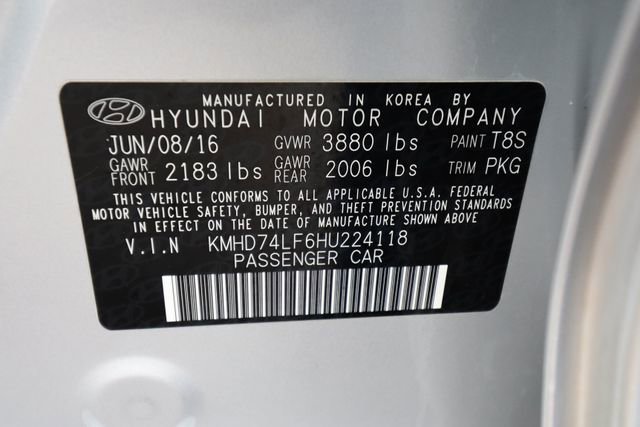 MANUFACTURED IN KOREA BY
HYUNDAI MOTOR COMPANY
JUN/08/16 GVWR 3880 lbs PAINT T8S
GAWR FRONT 2183 lbs GAWR REAR 2006 lbs TRIM PKG
THIS VEHICLE CONFORMS TO ALL APPLICABLE U.S.A. FEDERAL
MOTOR VEHICLE SAFETY, BUMPER, AND THEFT PREVENTION STANDARDS
IN EFFECT ON THE DATE OF MANUFACTURE SHOWN ABOVE
V.I.N KMHD74LF6HU224118
PASSENGER CAR